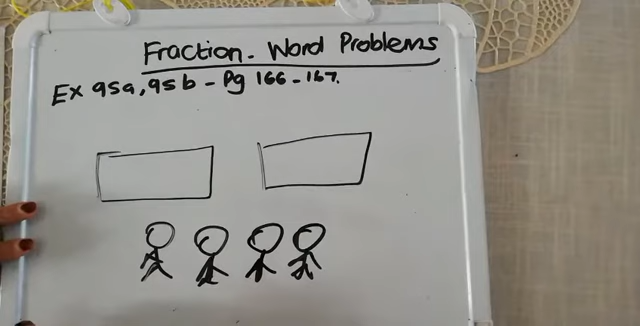 Fraction - Word Problems
Ex 95a, 95b - Pg 166 - 167.